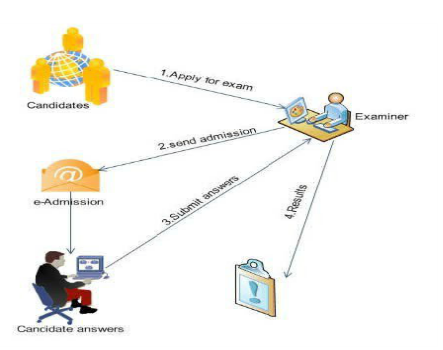 1.Apply for exam
Candidates
Examiner
2.send admission
@
e-Admission
3.Submit answers
4.Results
Cancidate answers